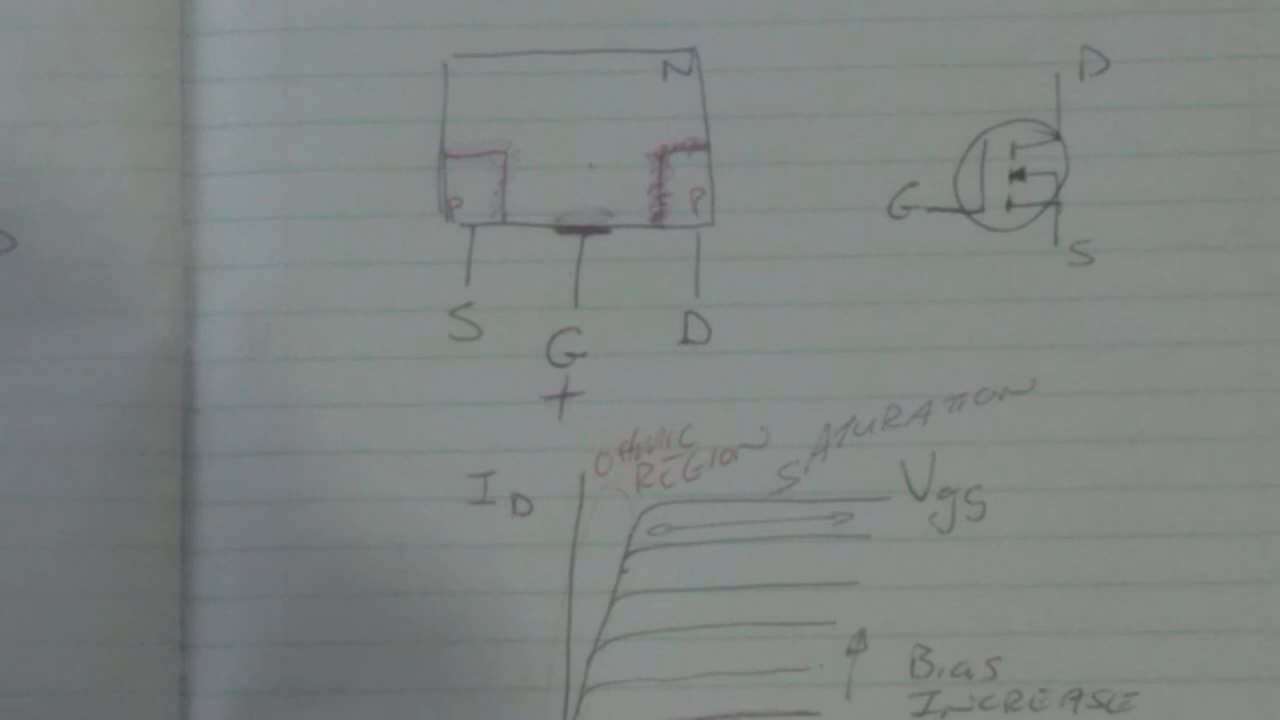 N
D
P
P
G
S
S
G
D
+
OHMIC
REGION
SATURATION
ID
Vgs
Bias
INCREASE